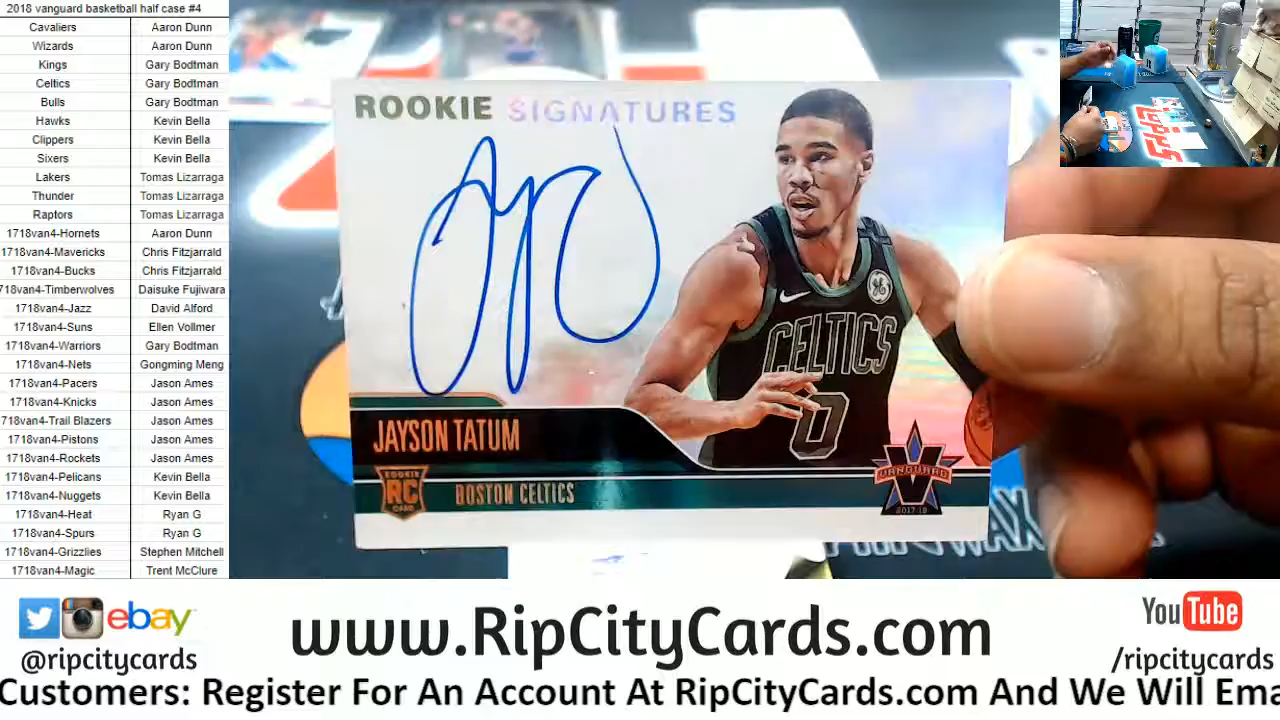 2018 vanguard basketball half case #4
Cavaliers Aaron Dunn
Wizards Aaron Dunn
Kings Gary Bodtman
Celtics Gary Bodtman
Bulls Gary Bodtman
Hawks Kevin Bella
Clippers Kevin Bella
Sixers Kevin Bella
Lakers Tomas Lizarraga
Thunder Tomas Lizarraga
Raptors Tomas Lizarraga
1718van4-Hornets Aaron Dunn
1718van4-Mavericks Chris Fitzjarrald
1718van4-Bucks Chris Fitzjarrald
718van4-Timberwolves Daisuke Fujiwara
1718van4-Jazz David Alford
1718van4-Suns Ellen Vollmer
1718van4-Warriors Gary Bodtman
1718van4-Nets Gongming Meng
1718van4-Pacers Jason Ames
1718van4-Knicks Jason Ames
718van4-Trail Blazers Jason Ames
1718van4-Pistons Jason Ames
1718van4-Rockets Jason Ames
1718van4-Pelicans Kevin Bella
1718van4-Nuggets Kevin Bella
1718van4-Heat Ryan G
1718van4-Spurs Ryan G
1718van4-Grizzlies Stephen Mitchell
1718van4-Magic Trent McClure
ROOKIE SIGNATURES
CELTICS
0
JAYSON TATUM
ROOKIE
RC
CARD
BOSTON CELTICS
VANGUARD
V
2017-18
ebay
@ripcitycards
www.RipCityCards.com
YouTube
/ripcitycards
Customers: Register For An Account At RipCityCards.com And We Will Ema